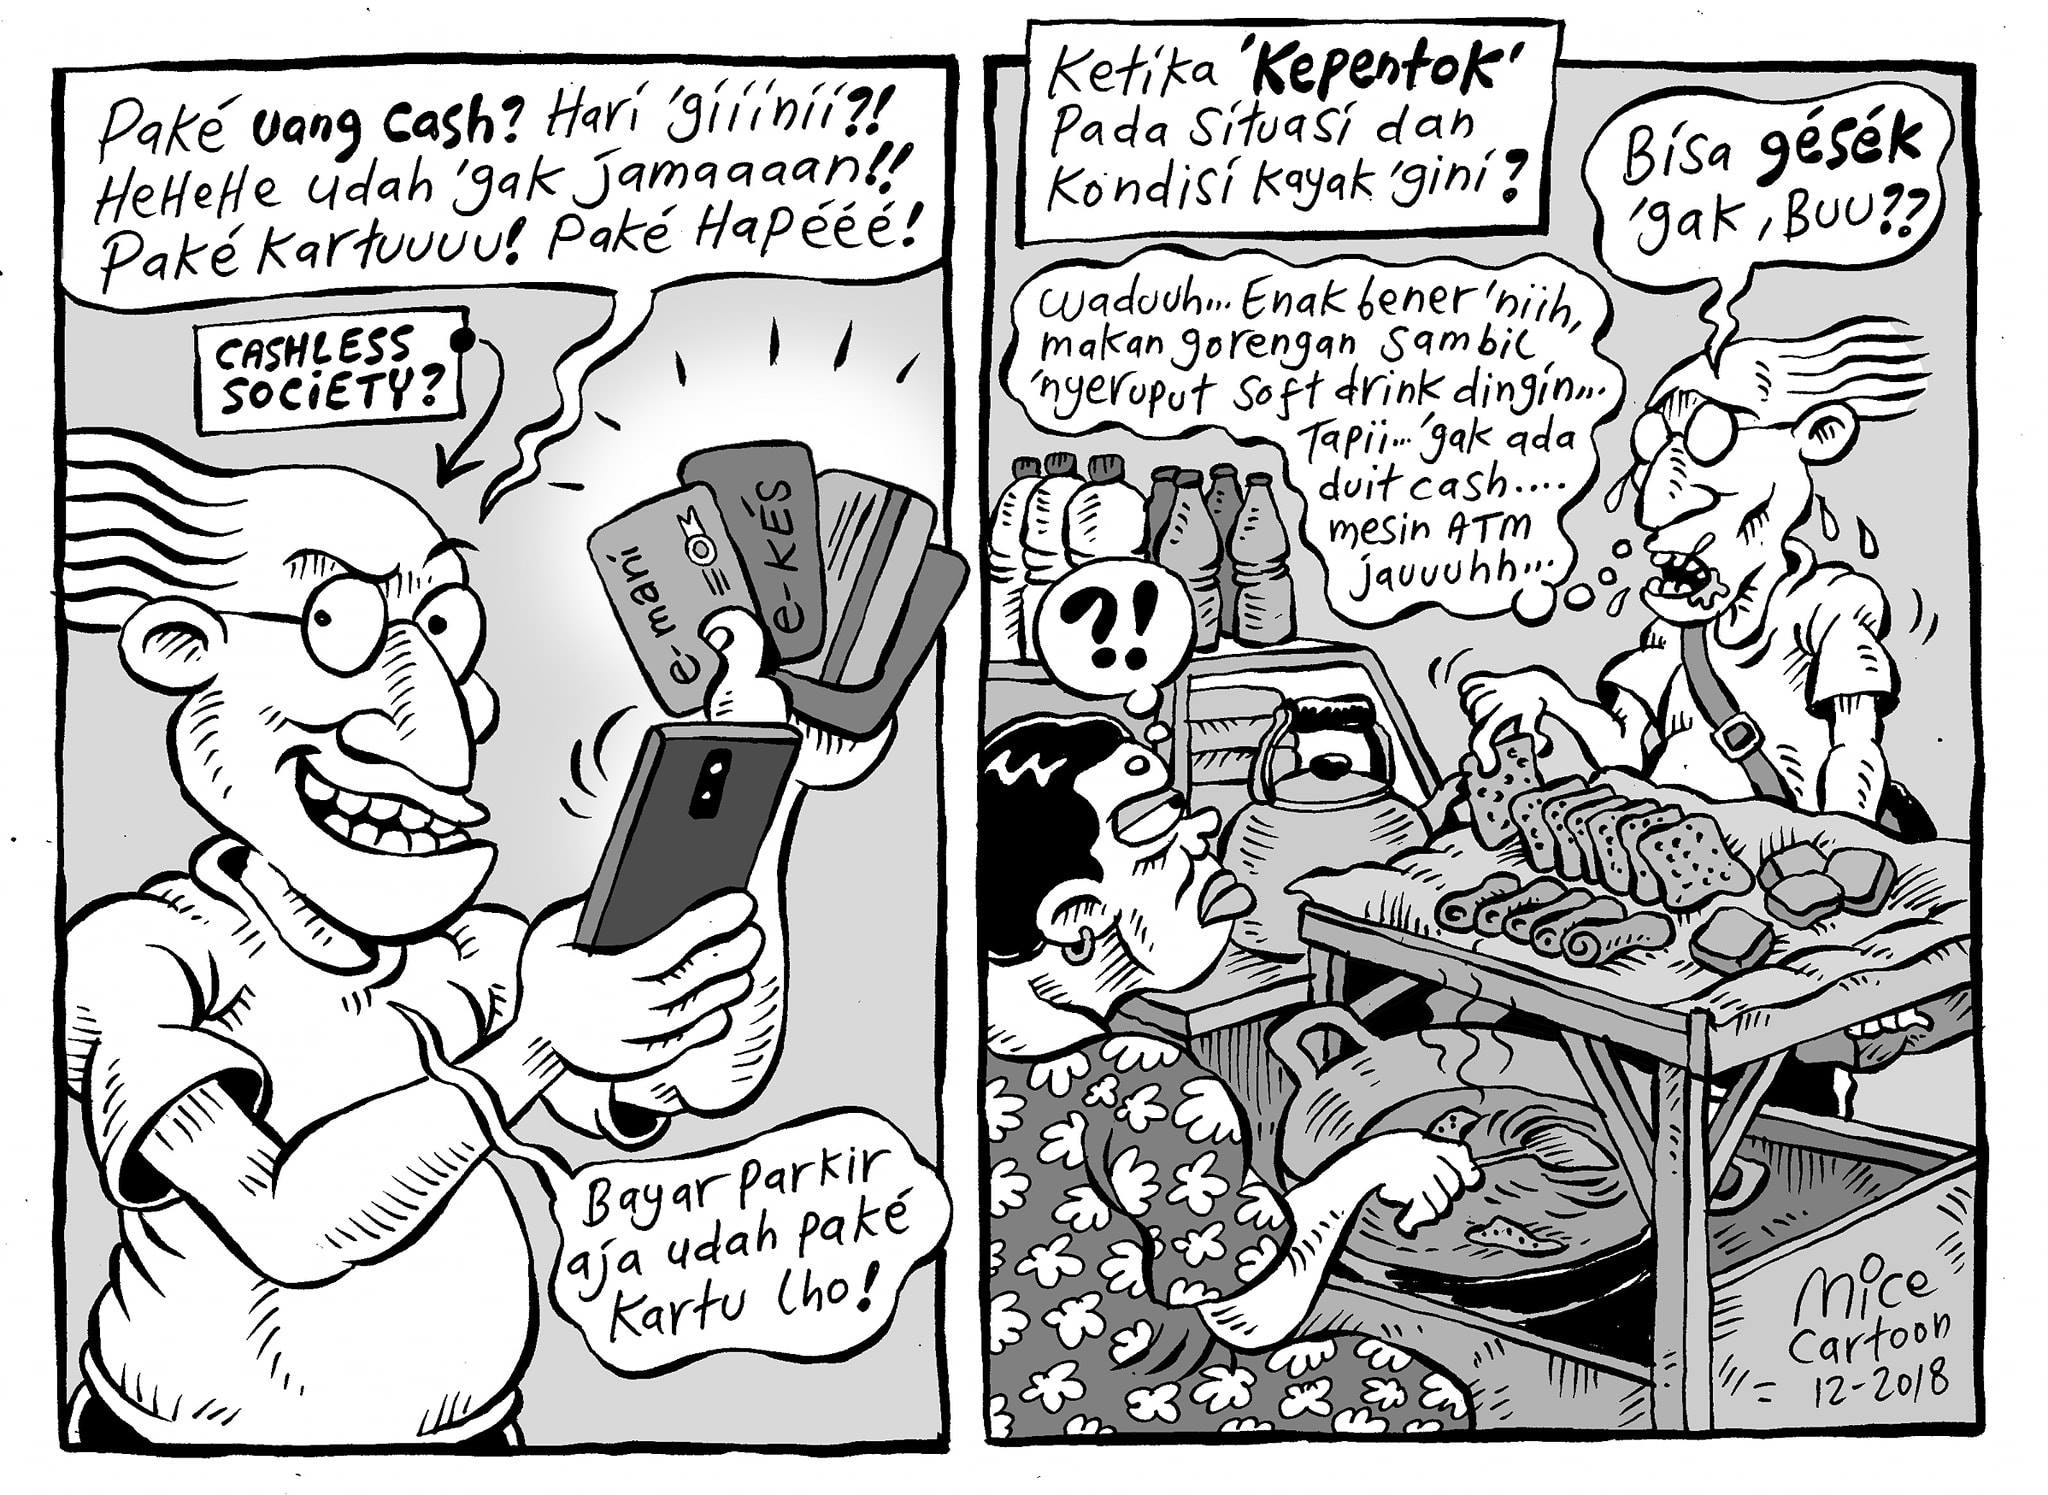 Paké uang cash? Hari 'giiinii?!
HeHeHe udah 'gak jamaaaan!!
Paké kartuuuu! Paké Hapééé!
CASHLESS
SOCIETY?
e-mani
e-KÉS
Bayar parkir
aja udah paké
kartu lho!
Ketika 'Kepentok'
Pada Situasi dan
Kondisi kayak 'gini?
Bisa gésék
'gak, Buu??
Waduuh... Enak bener 'niih,
makan gorengan sambil
'nyeruput soft drink dingin...
Tapii... 'gak ada
duit cash....
mesin ATM
jauuuhh...
?!
Mice
Cartoon
12-2018